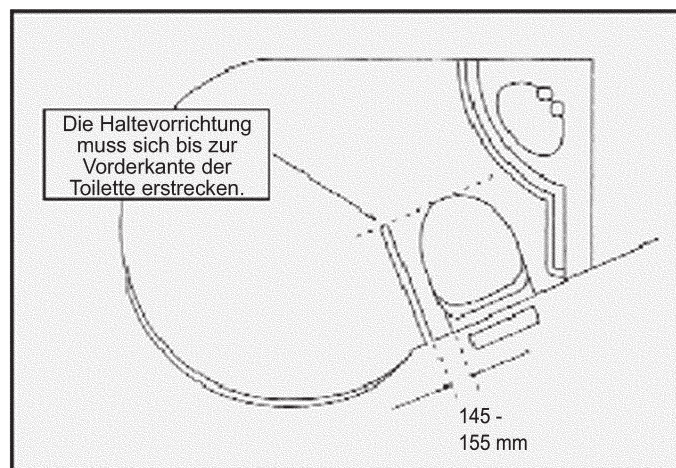 Die Haltevorrichtung
muss sich bis zur
Vorderkante der
Toilette erstrecken.
145 -
155 mm